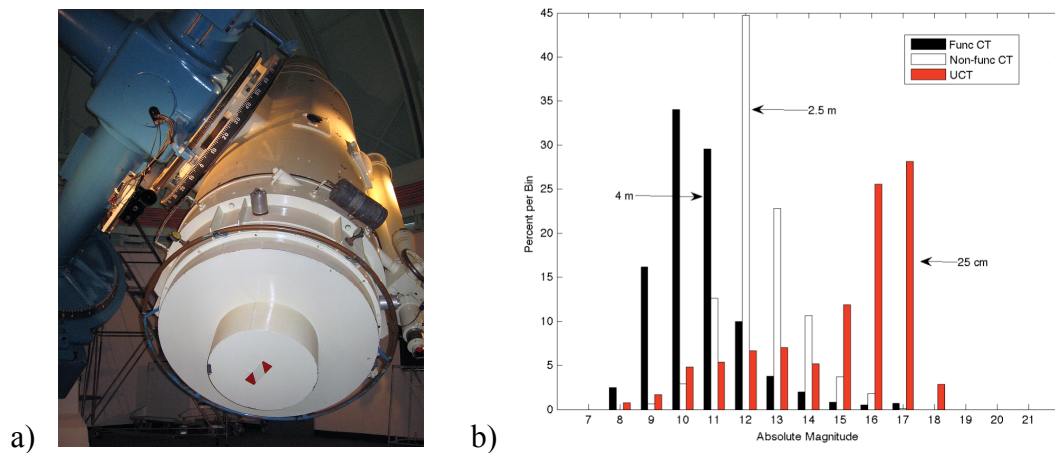 a)
b)
45
40
35
30
25
20
15
10
5
0
Percent per Bin
Func CT
Non-func CT
UCT
2.5 m
4 m
25 cm
7 8 9 10 11 12 13 14 15 16 17 18 19 20 21
Absolute Magnitude